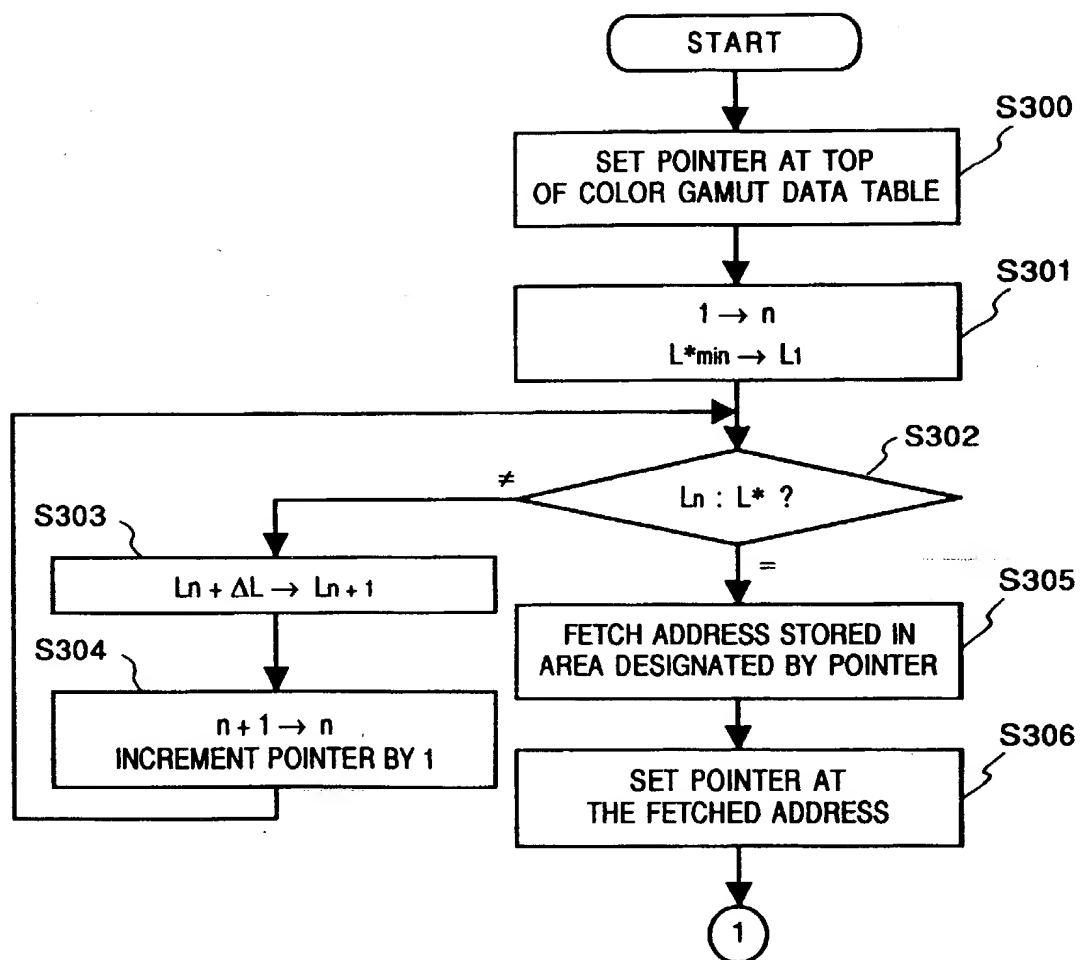 START
S300
SET POINTER AT TOP
OF COLOR GAMUT DATA TABLE
S301
1 → n
L*min → L1
S302
≠
Ln : L* ?
S303
Ln + ΔL → Ln + 1
=
S305
FETCH ADDRESS STORED IN
AREA DESIGNATED BY POINTER
S304
n + 1 → n
INCREMENT POINTER BY 1
S306
SET POINTER AT
THE FETCHED ADDRESS
1